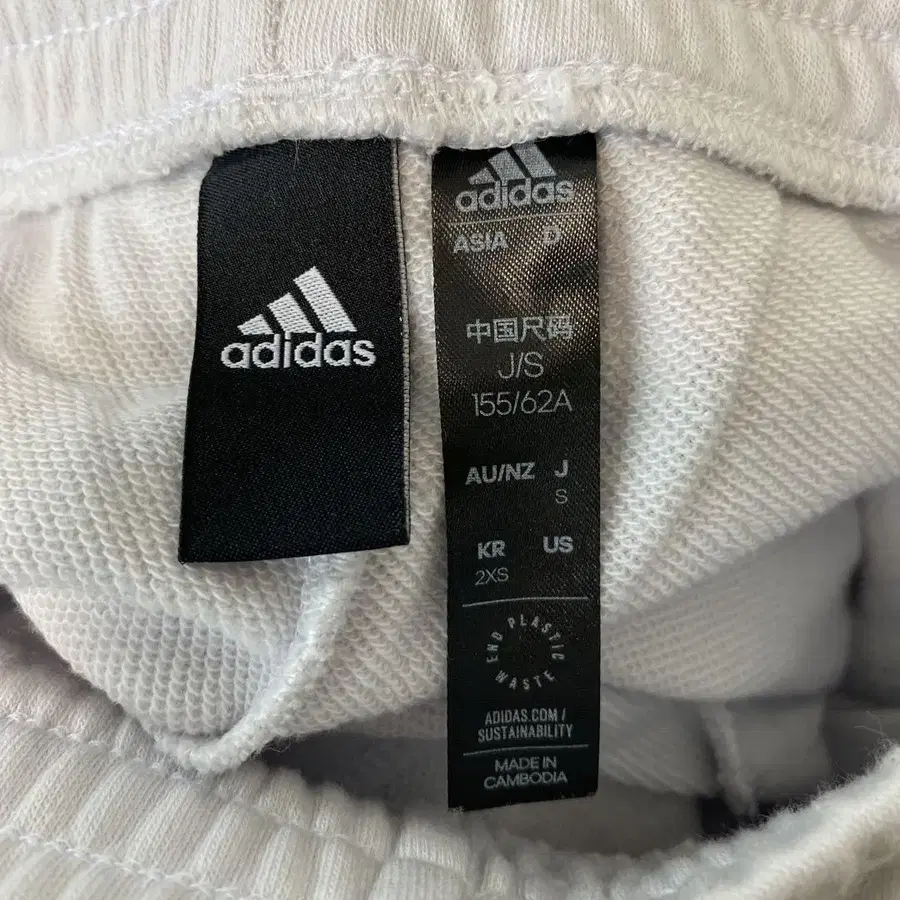 adidas
adidas
ASIA D
中国尺码
J/S
155/62A
AU/NZ J
S
KR US
2XS
END PLASTIC WASTE
ADIDAS.COM/
SUSTAINABILITY
MADE IN
CAMBODIA